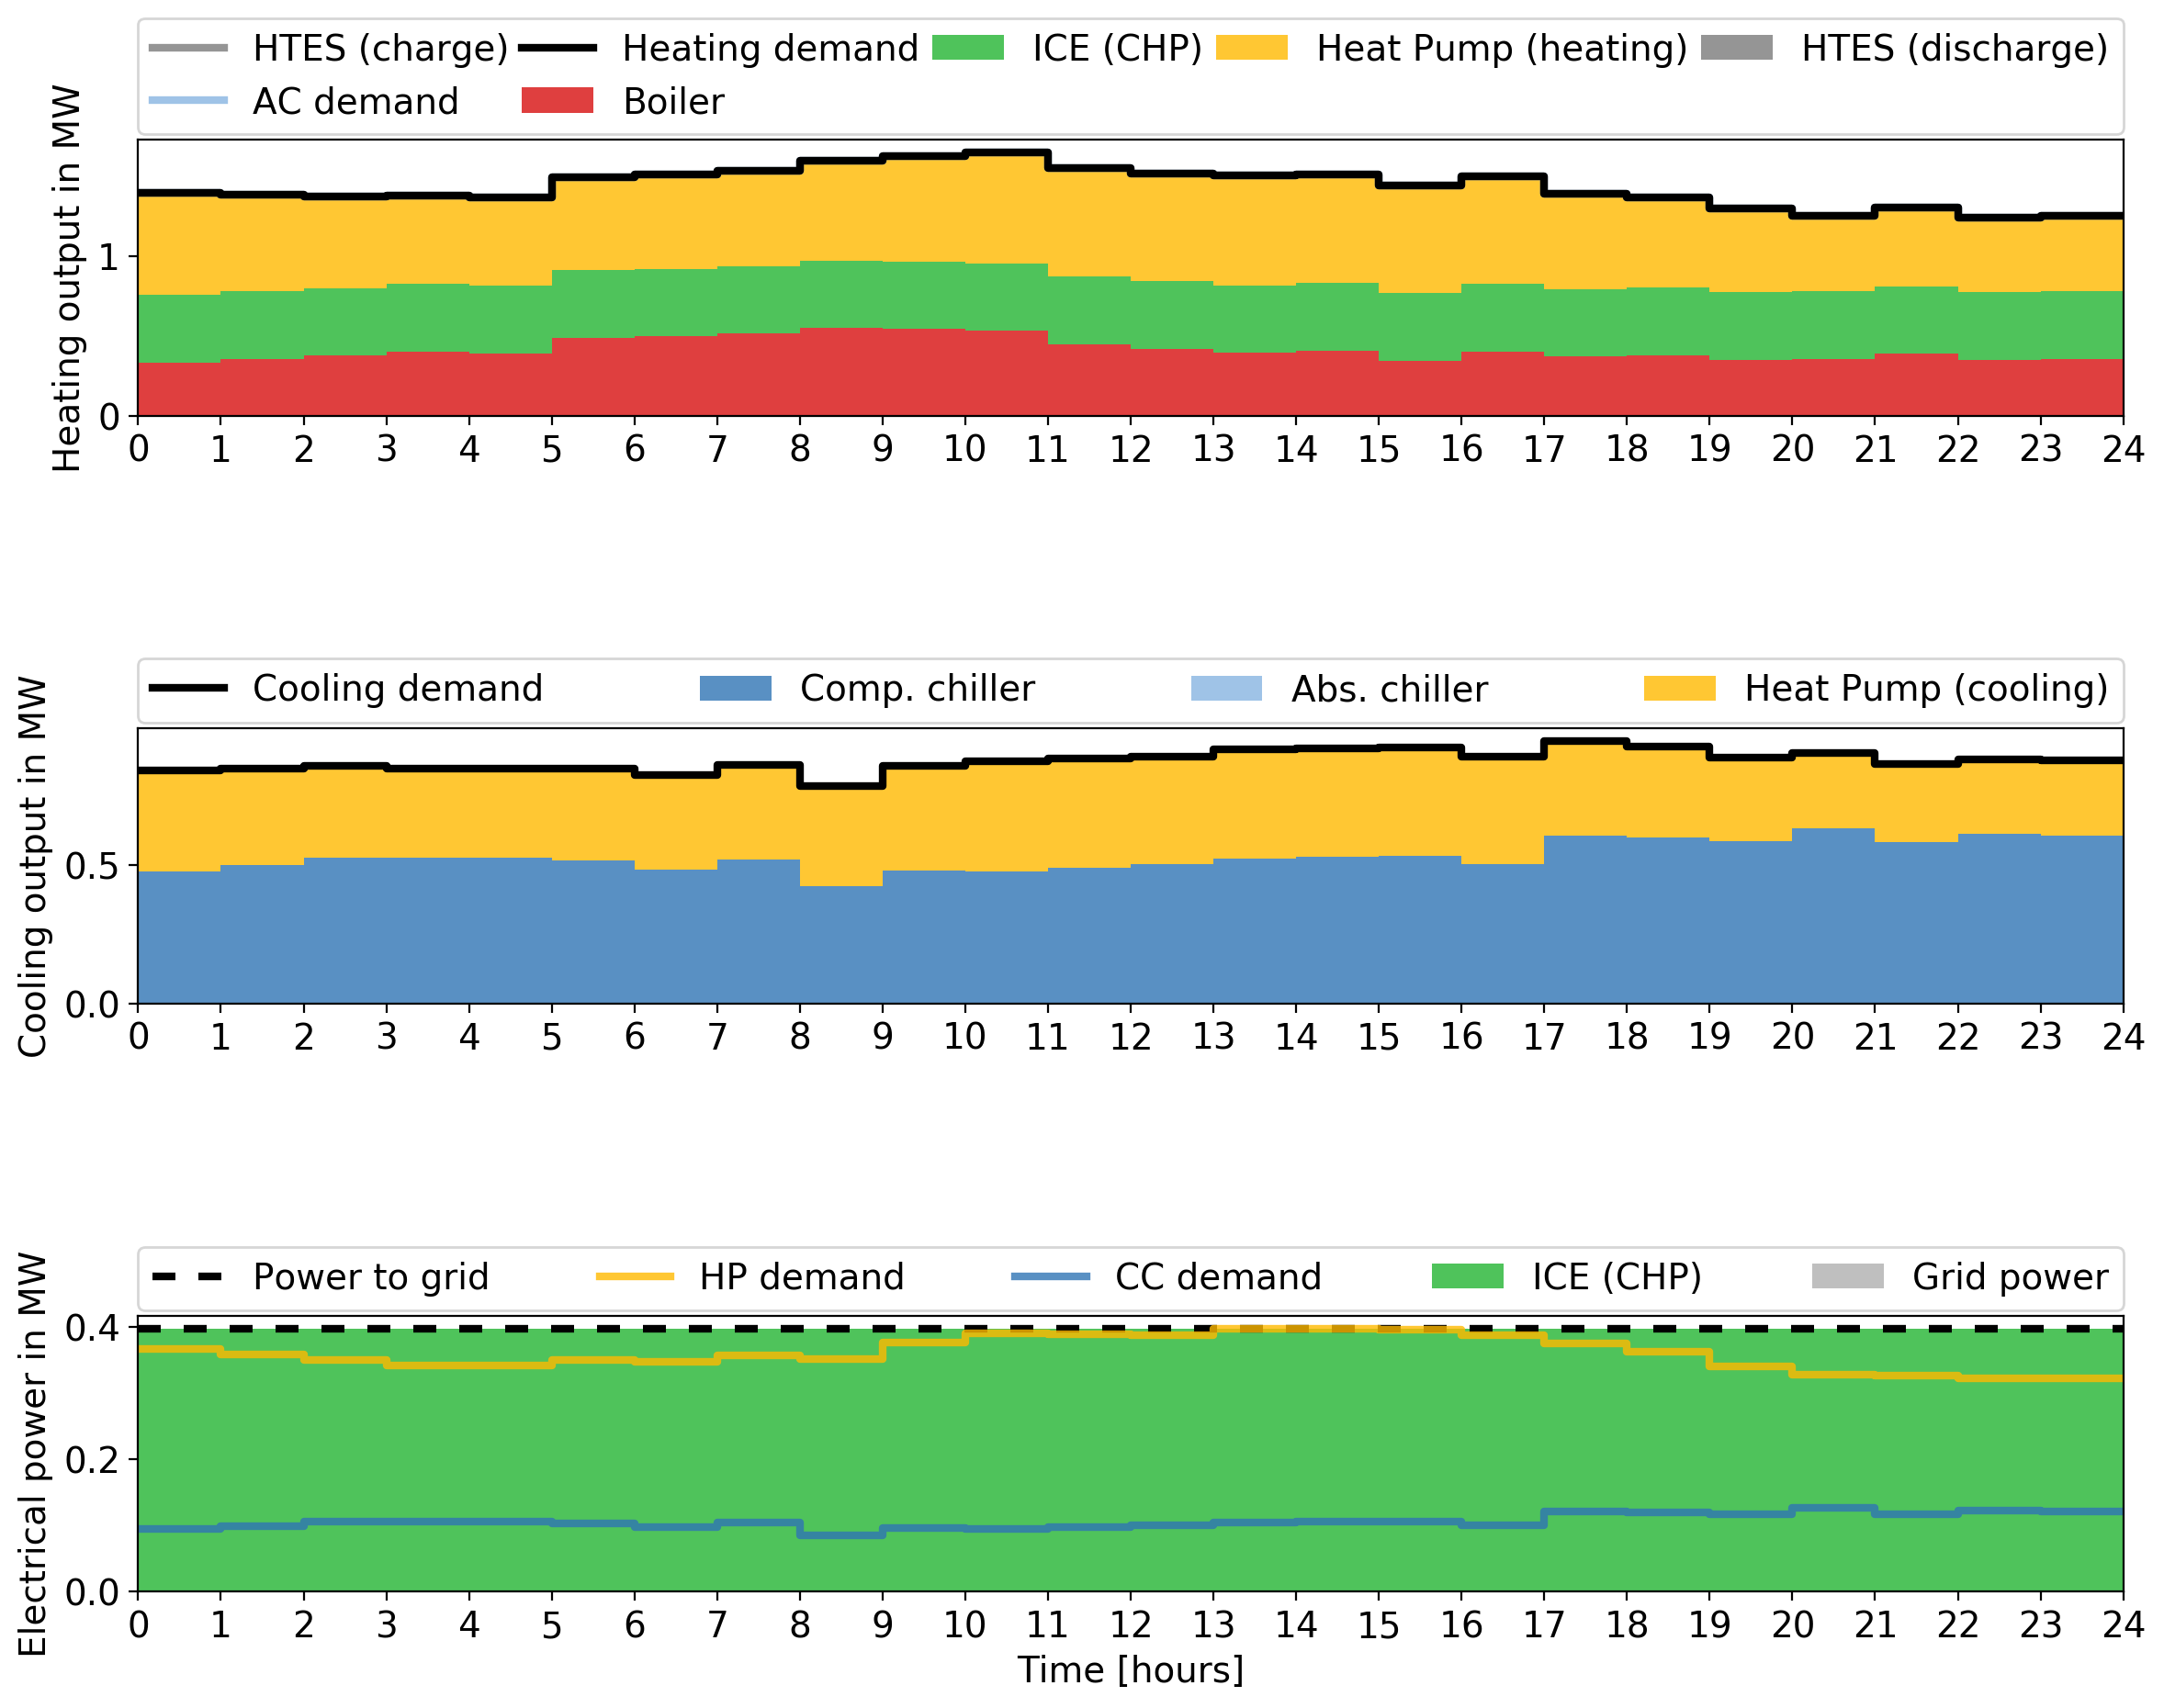 HTES (charge) Heating demand ICE (CHP) Heat Pump (heating) HTES (discharge)
AC demand Boiler
Heating output in MW
1
0
0 1 2 3 4 5 6 7 8 9 10 11 12 13 14 15 16 17 18 19 20 21 22 23 24
Cooling demand Comp. chiller Abs. chiller Heat Pump (cooling)
Cooling output in MW
0.5
0.0
0 1 2 3 4 5 6 7 8 9 10 11 12 13 14 15 16 17 18 19 20 21 22 23 24
Power to grid HP demand CC demand ICE (CHP) Grid power
Electrical power in MW
0.4
0.2
0.0
0 1 2 3 4 5 6 7 8 9 10 11 12 13 14 15 16 17 18 19 20 21 22 23 24
Time [hours]